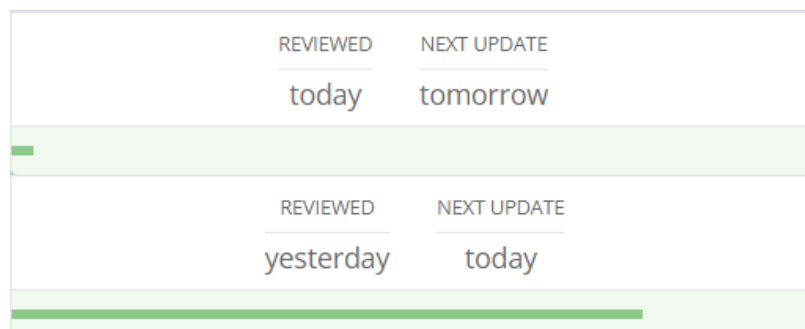 REVIEWED NEXT UPDATE
today tomorrow
REVIEWED NEXT UPDATE
yesterday today